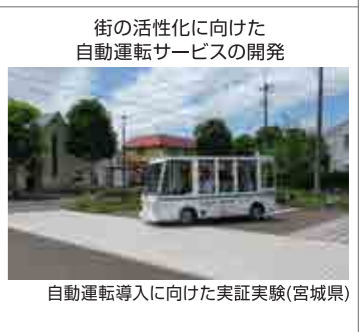 街の活性化に向けた
自動運転サービスの開発
自動運転導入に向けた実証実験(宮城県)